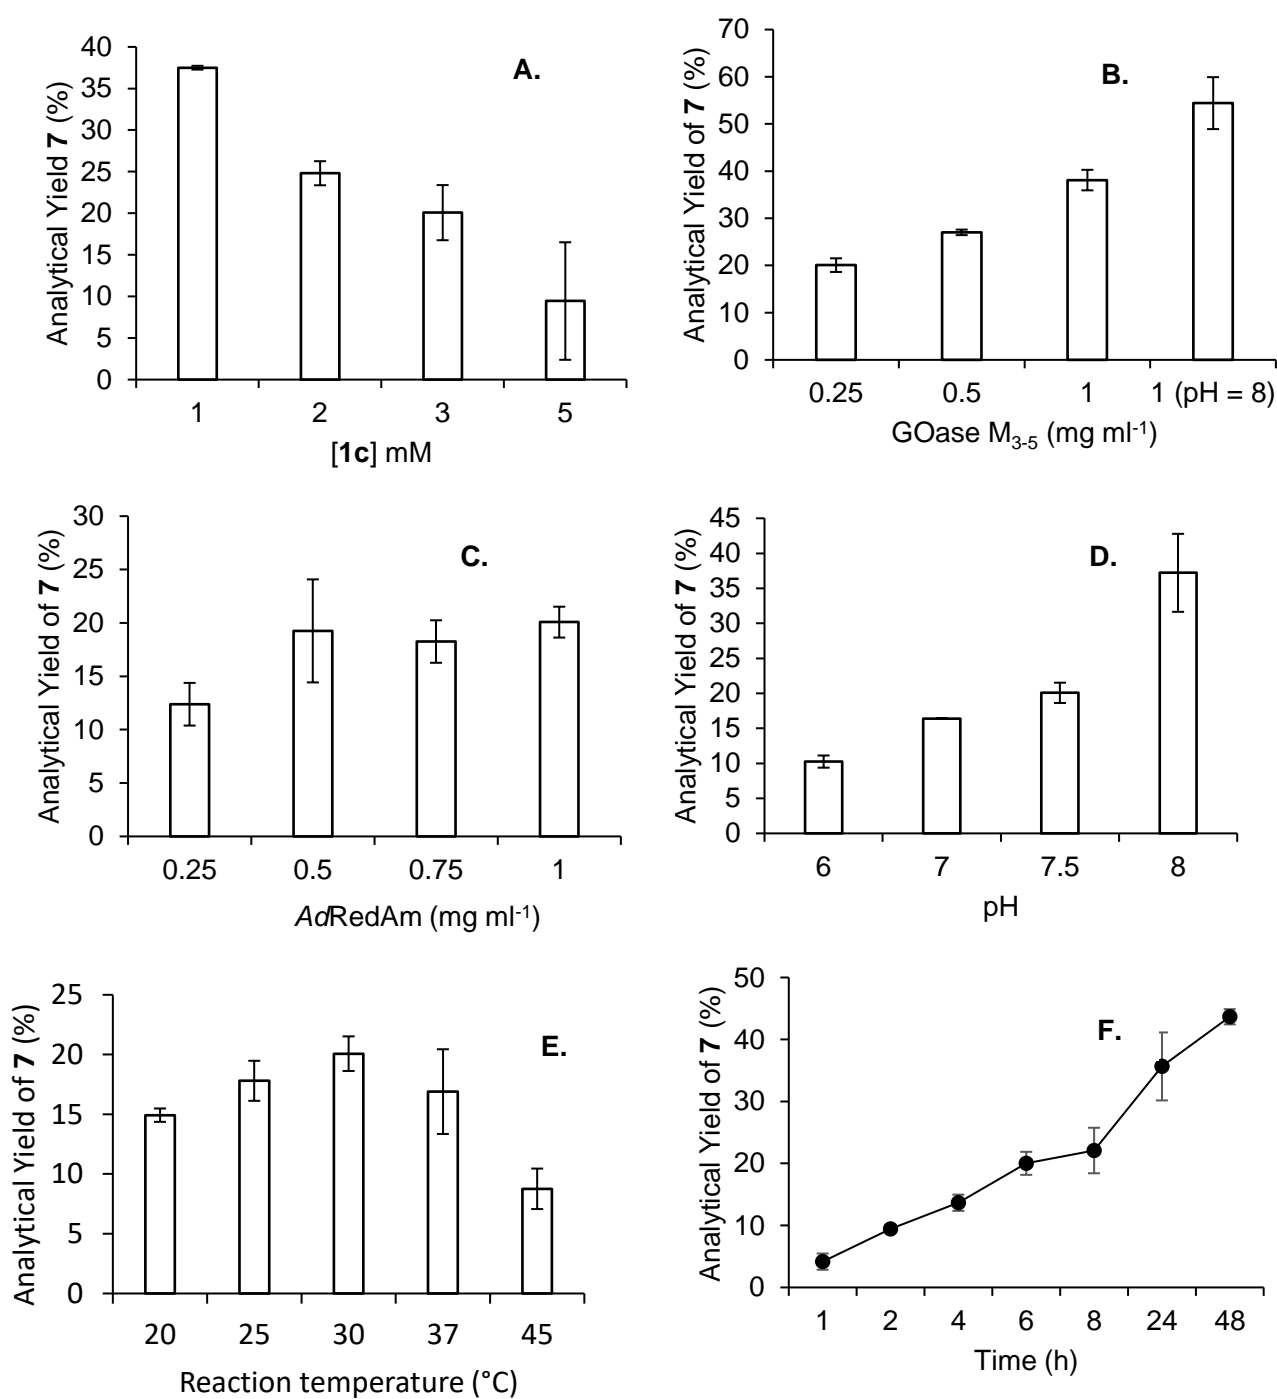 A.
Analytical Yield 7 (%)
40
35
30
25
20
15
10
5
0
1 2 3 5
[1c] mM
B.
Analytical Yield of 7 (%)
70
60
50
40
30
20
10
0
0.25 0.5 1 1 (pH = 8)
GOase M3-5 (mg ml-1)
C.
Analytical Yield of 7 (%)
30
25
20
15
10
5
0
0.25 0.5 0.75 1
AdRedAm (mg ml-1)
D.
Analytical Yield of 7 (%)
45
40
35
30
25
20
15
10
5
0
6 7 7.5 8
pH
E.
Analytical Yield of 7 (%)
25
20
15
10
5
0
20 25 30 37 45
Reaction temperature (°C)
F.
Analytical Yield of 7 (%)
50
40
30
20
10
0
1 2 4 6 8 24 48
Time (h)